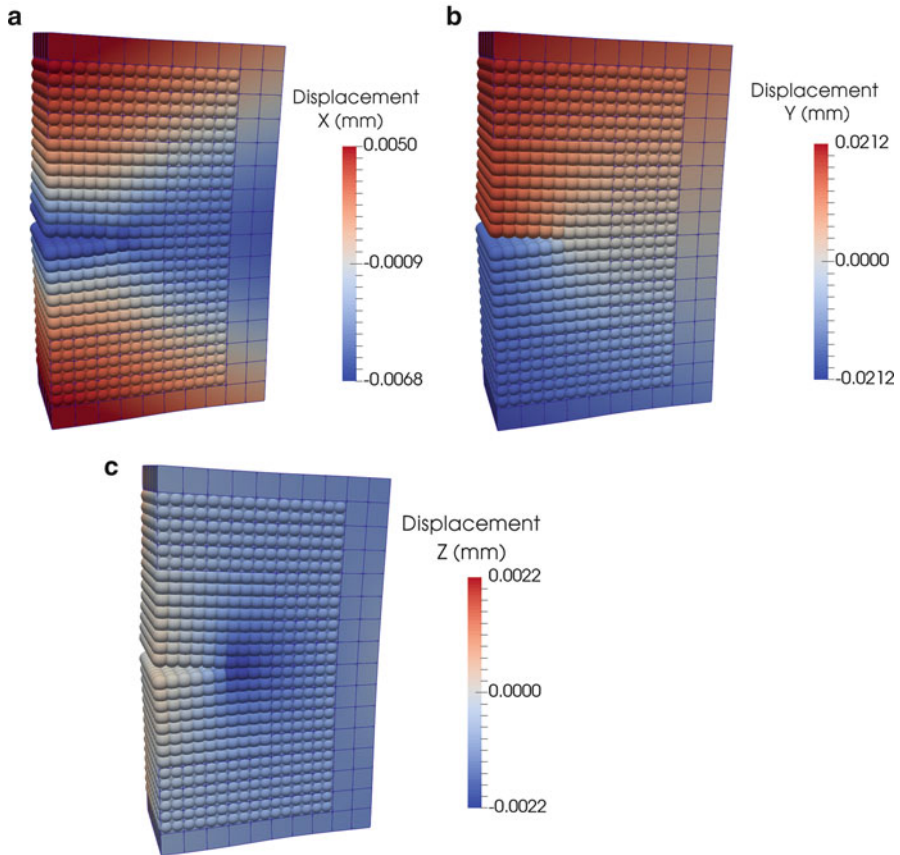 a
Displacement
X (mm)
0.0050
-0.0009
-0.0068
b
Displacement
Y (mm)
0.0212
0.0000
-0.0212
c
Displacement
Z (mm)
0.0022
0.0000
-0.0022